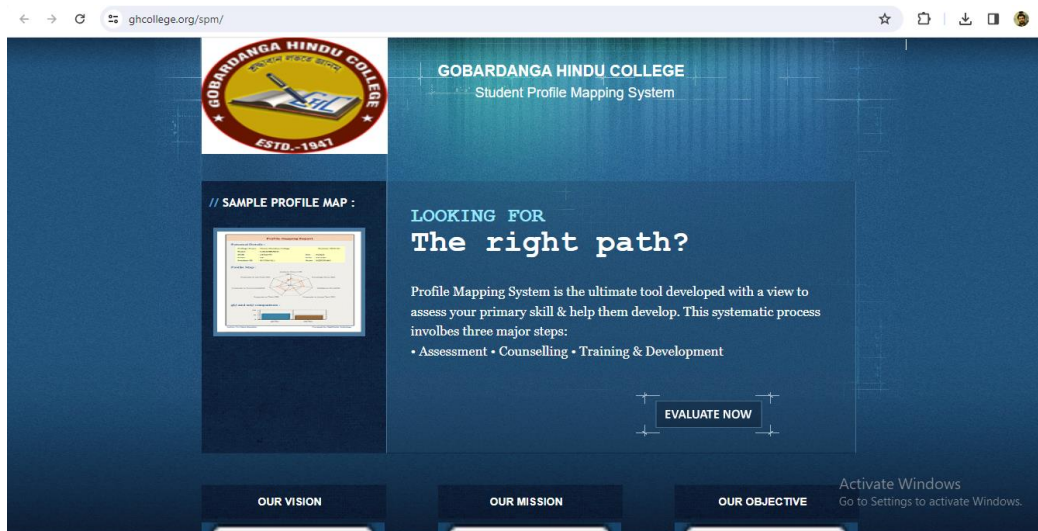 ghcollege.org/spm/
GOBARDANGA HINDU COLLEGE
ESTD.-1947
GOBARDANGA HINDU COLLEGE
Student Profile Mapping System
// SAMPLE PROFILE MAP :
LOOKING FOR
The right path?
Profile Mapping System is the ultimate tool developed with a view to
assess your primary skill & help them develop. This systematic process
involbes three major steps:
• Assessment • Counselling • Training & Development
EVALUATE NOW
OUR VISION
OUR MISSION
OUR OBJECTIVE
Activate Windows
Go to Settings to activate Windows.